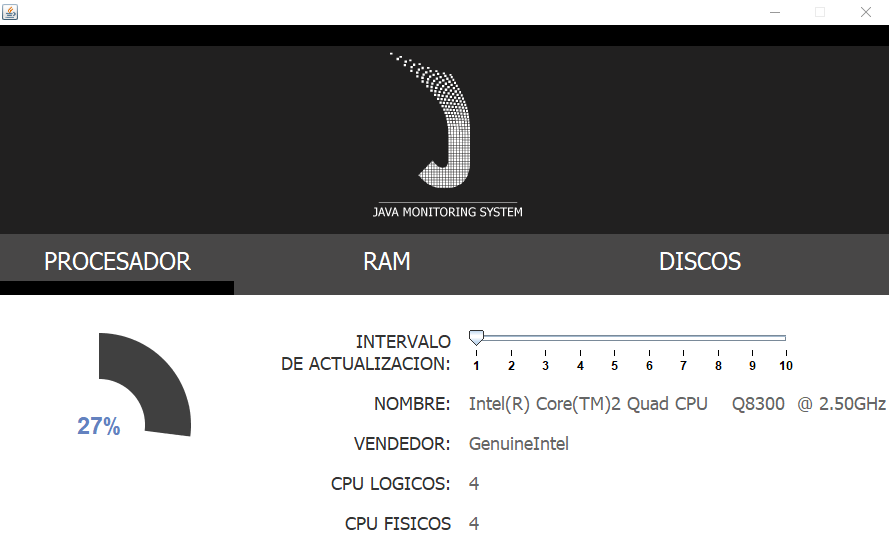 JAVA MONITORING SYSTEM
PROCESADOR RAM DISCOS
INTERVALO
DE ACTUALIZACION:
1 2 3 4 5 6 7 8 9 10
27%
NOMBRE: Intel(R) Core(TM)2 Quad CPU Q8300 @ 2.50GHz
VENDEDOR: GenuineIntel
CPU LOGICOS: 4
CPU FISICOS 4